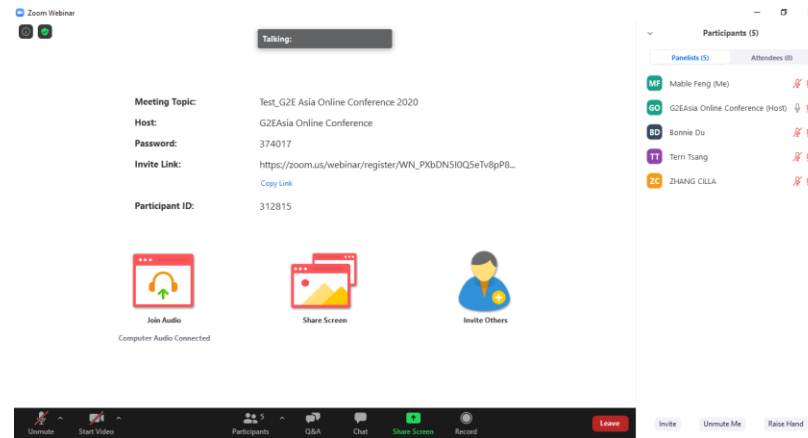 Zoom Webinar
Talking:
Participants (5)
Panelists (5)
Attendees (0)
Meeting Topic:
Test_G2E Asia Online Conference 2020
Host:
G2EAsia Online Conference
Password:
374017
Invite Link:
https://zoom.us/webinar/register/WN_PXbDN5I0Q5eTv8pP8...
Copy Link
Participant ID:
312815
Join Audio
Computer Audio Connected
Share Screen
Invite Others
MF Mable Feng (Me)
GO G2EAsia Online Conference (Host)
BD Bonnie Du
TT Terri Tsang
ZC ZHANG CILLA
Unmute
Start Video
Participants 5
Q&A
Chat
Share Screen
Record
Leave
Invite
Unmute Me
Raise Hand